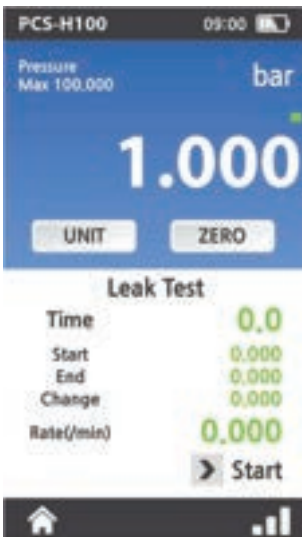 PCS-H100 09:00
Pressure
Max 100.000 bar
1.000
UNIT ZERO
Leak Test
Time 0.0
Start 0.000
End 0.000
Change 0.000
Rate(/min) 0.000
Start